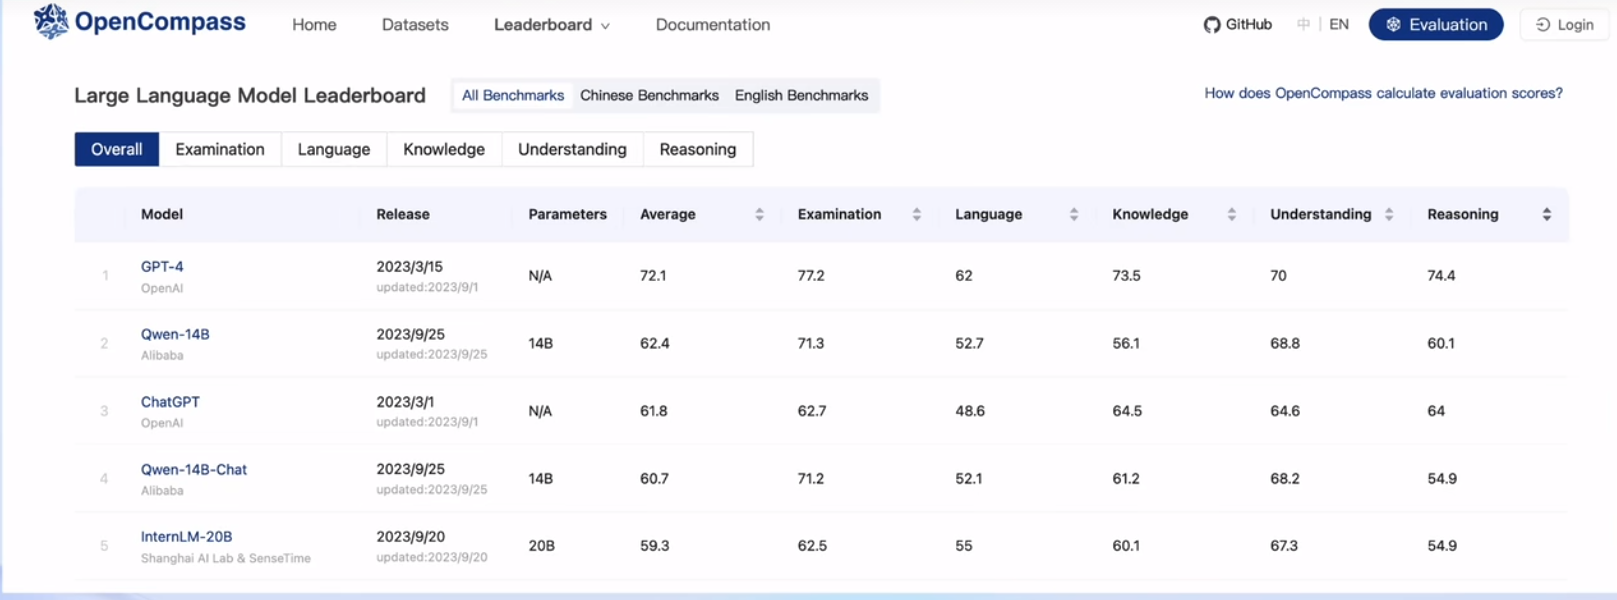 OpenCompass Home Datasets Leaderboard Documentation GitHub 中 | EN Evaluation Login
Large Language Model Leaderboard All Benchmarks Chinese Benchmarks English Benchmarks How does OpenCompass calculate evaluation scores?
Overall Examination Language Knowledge Understanding Reasoning
Model Release Parameters Average Examination Language Knowledge Understanding Reasoning
1 GPT-4 2023/3/15 N/A 72.1 77.2 62 73.5 70 74.4
OpenAI updated:2023/9/1
2 Qwen-14B 2023/9/25 14B 62.4 71.3 52.7 56.1 68.8 60.1
Alibaba updated:2023/9/25
3 ChatGPT 2023/3/1 N/A 61.8 62.7 48.6 64.5 64.6 64
OpenAI updated:2023/9/1
4 Qwen-14B-Chat 2023/9/25 14B 60.7 71.2 52.1 61.2 68.2 54.9
Alibaba updated:2023/9/25
5 InternLM-20B 2023/9/20 20B 59.3 62.5 55 60.1 67.3 54.9
Shanghai AI Lab & SenseTime updated:2023/9/20